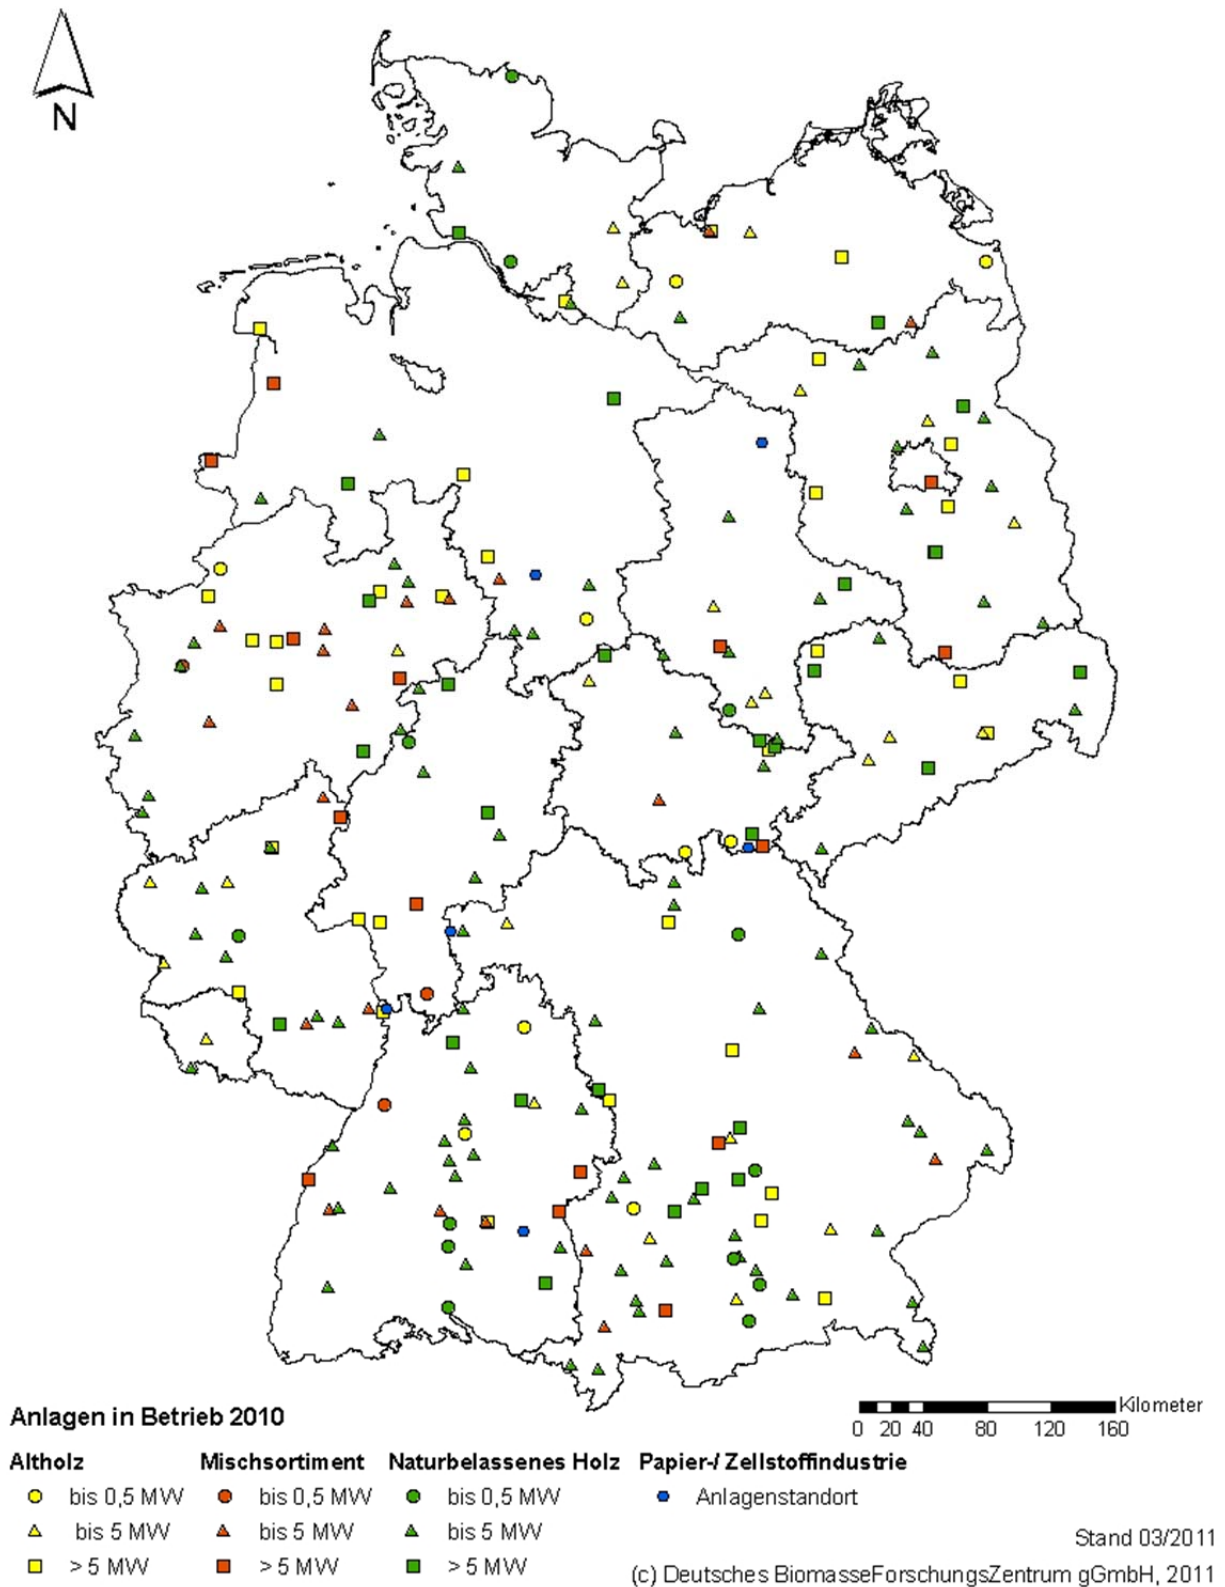 N
Kilometer
0 20 40 80 120 160
Anlagen in Betrieb 2010
Altholz Mischsortiment Naturbelassenes Holz Papier-/ Zellstoffindustrie
bis 0,5 MW bis 0,5 MW bis 0,5 MW Anlagenstandort
bis 5 MW bis 5 MW bis 5 MW
> 5 MW > 5 MW > 5 MW
Stand 03/2011
(c) Deutsches BiomasseForschungsZentrum gGmbH, 2011